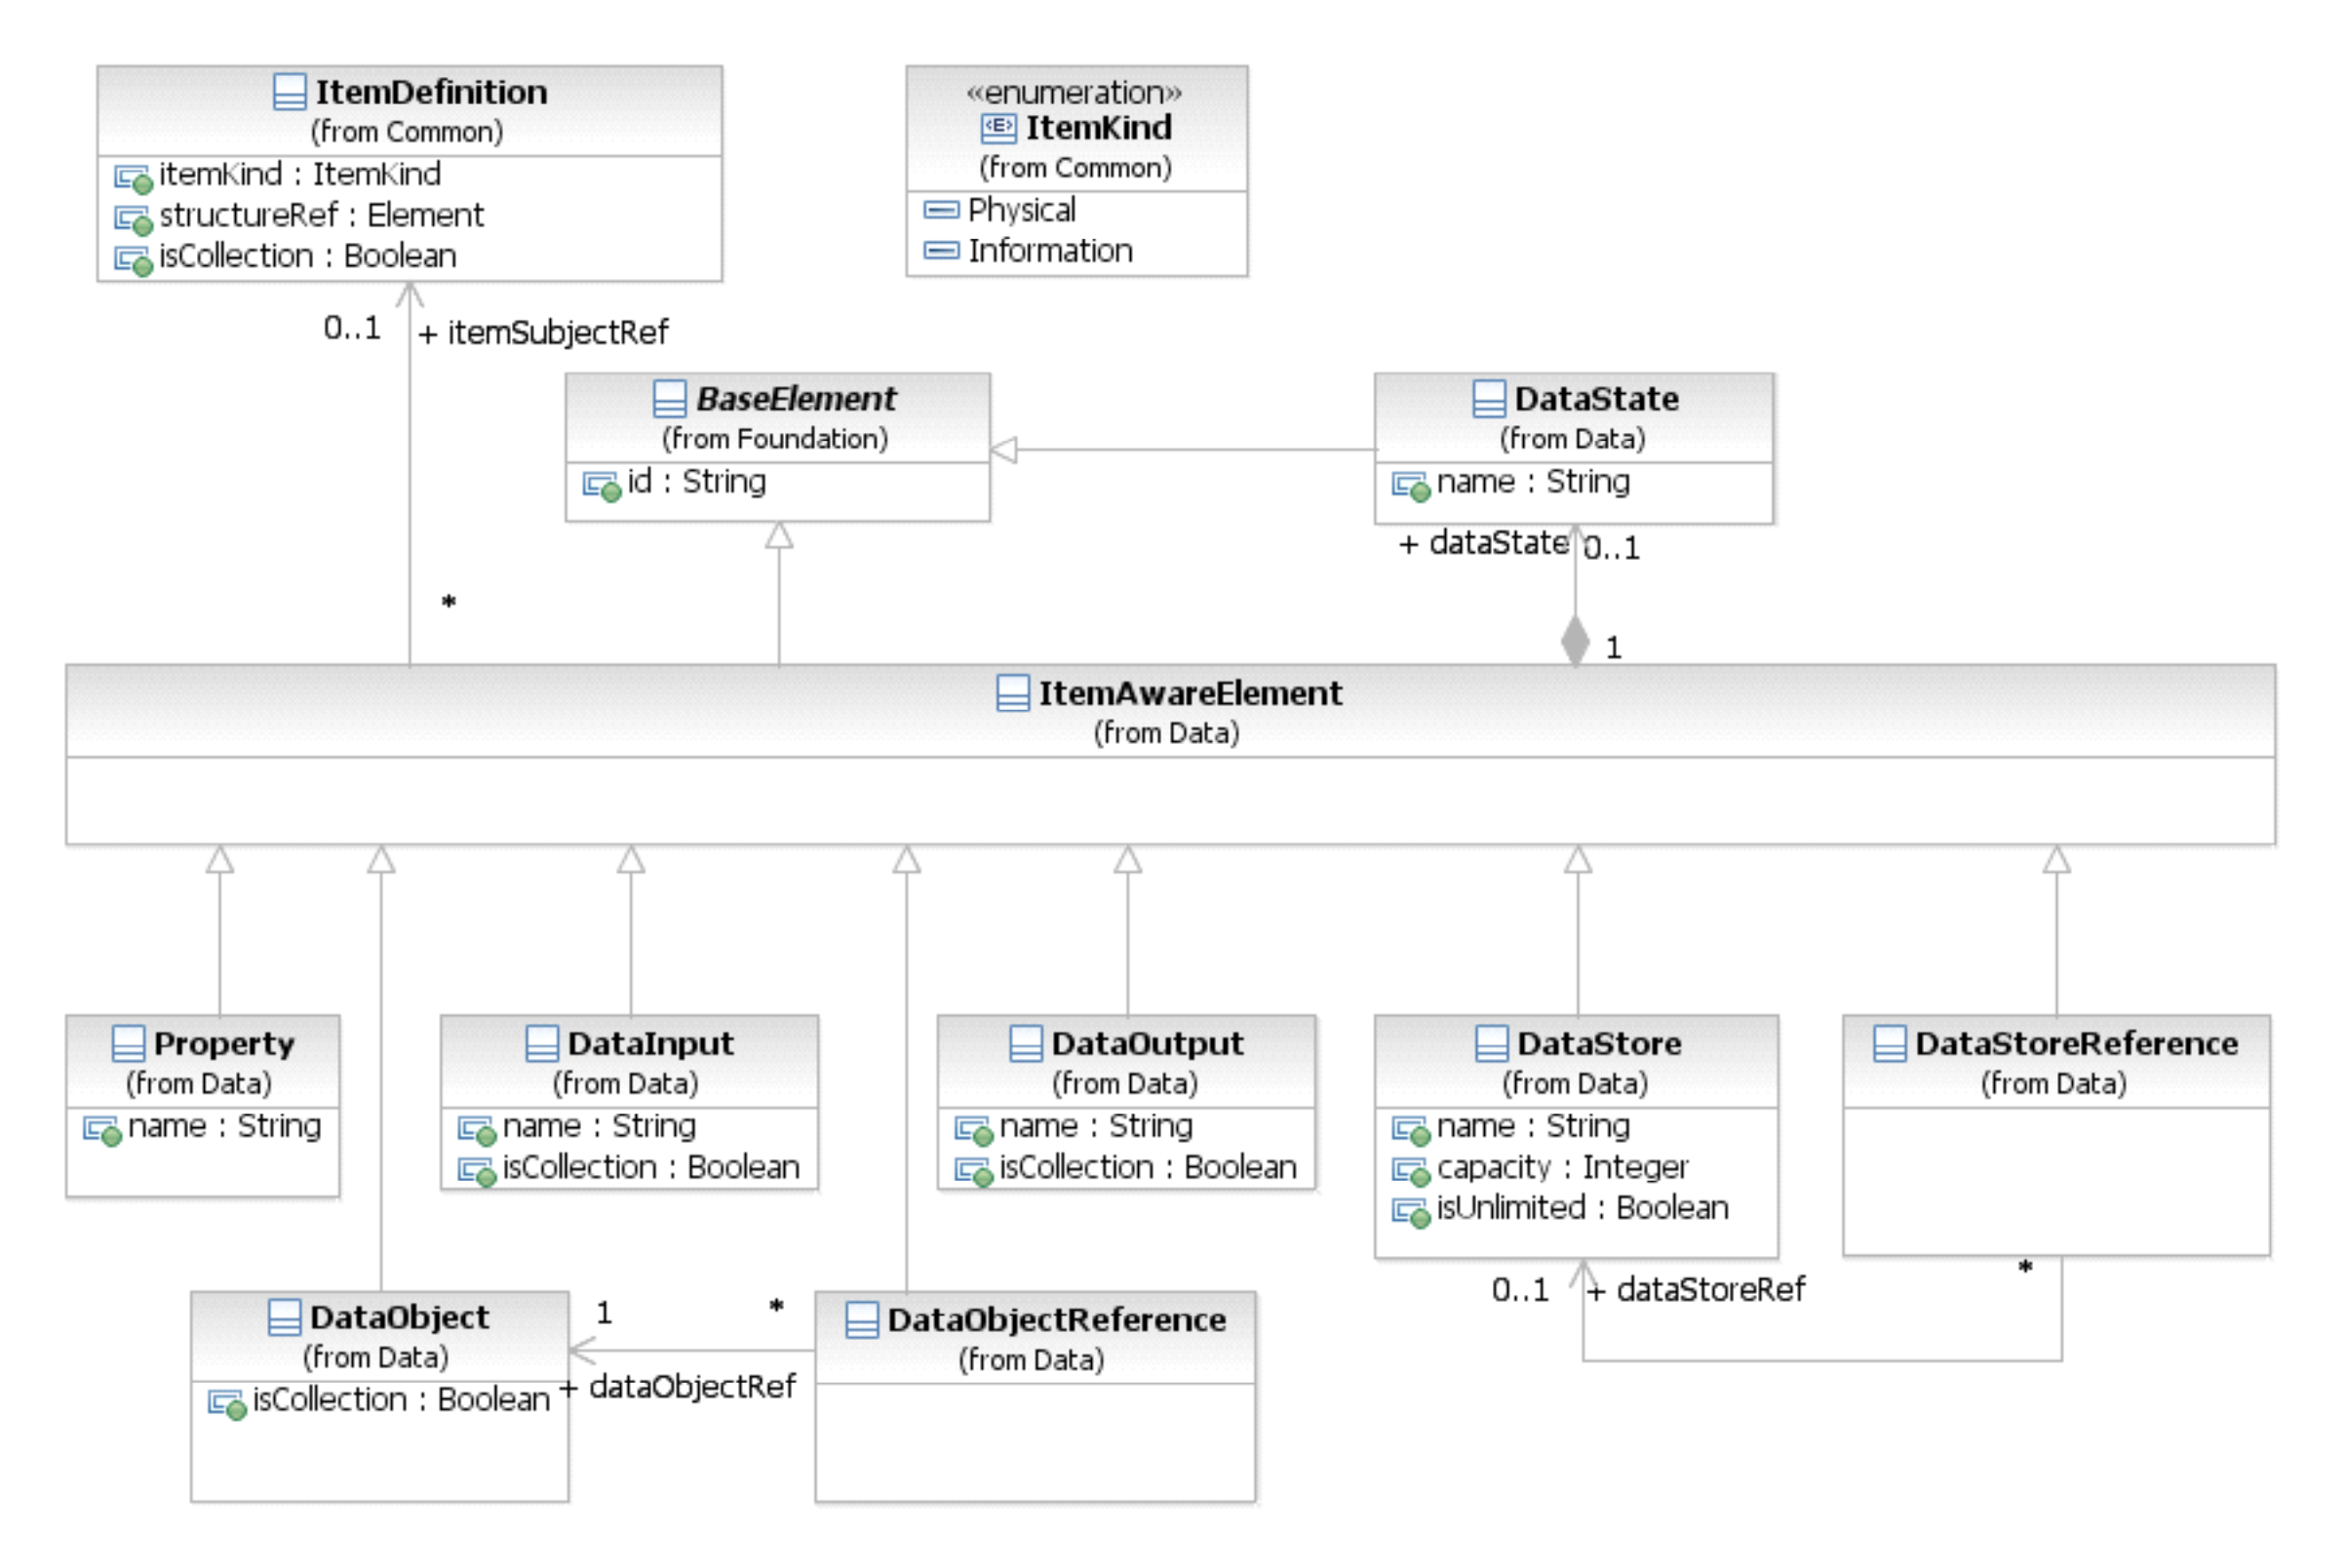 ItemDefinition
(from Common)
itemKind : ItemKind
structureRef : Element
isCollection : Boolean
«enumeration»
<E> ItemKind
(from Common)
Physical
Information
0..1
+ itemSubjectRef
*
BaseElement
(from Foundation)
id : String
DataState
(from Data)
name : String
+ dataState
0..1
1
ItemAwareElement
(from Data)
Property
(from Data)
name : String
DataInput
(from Data)
name : String
isCollection : Boolean
DataOutput
(from Data)
name : String
isCollection : Boolean
DataStore
(from Data)
name : String
capacity : Integer
isUnlimited : Boolean
DataStoreReference
(from Data)
*
0..1
+ dataStoreRef
DataObject
(from Data)
isCollection : Boolean
1
*
+ dataObjectRef
DataObjectReference
(from Data)